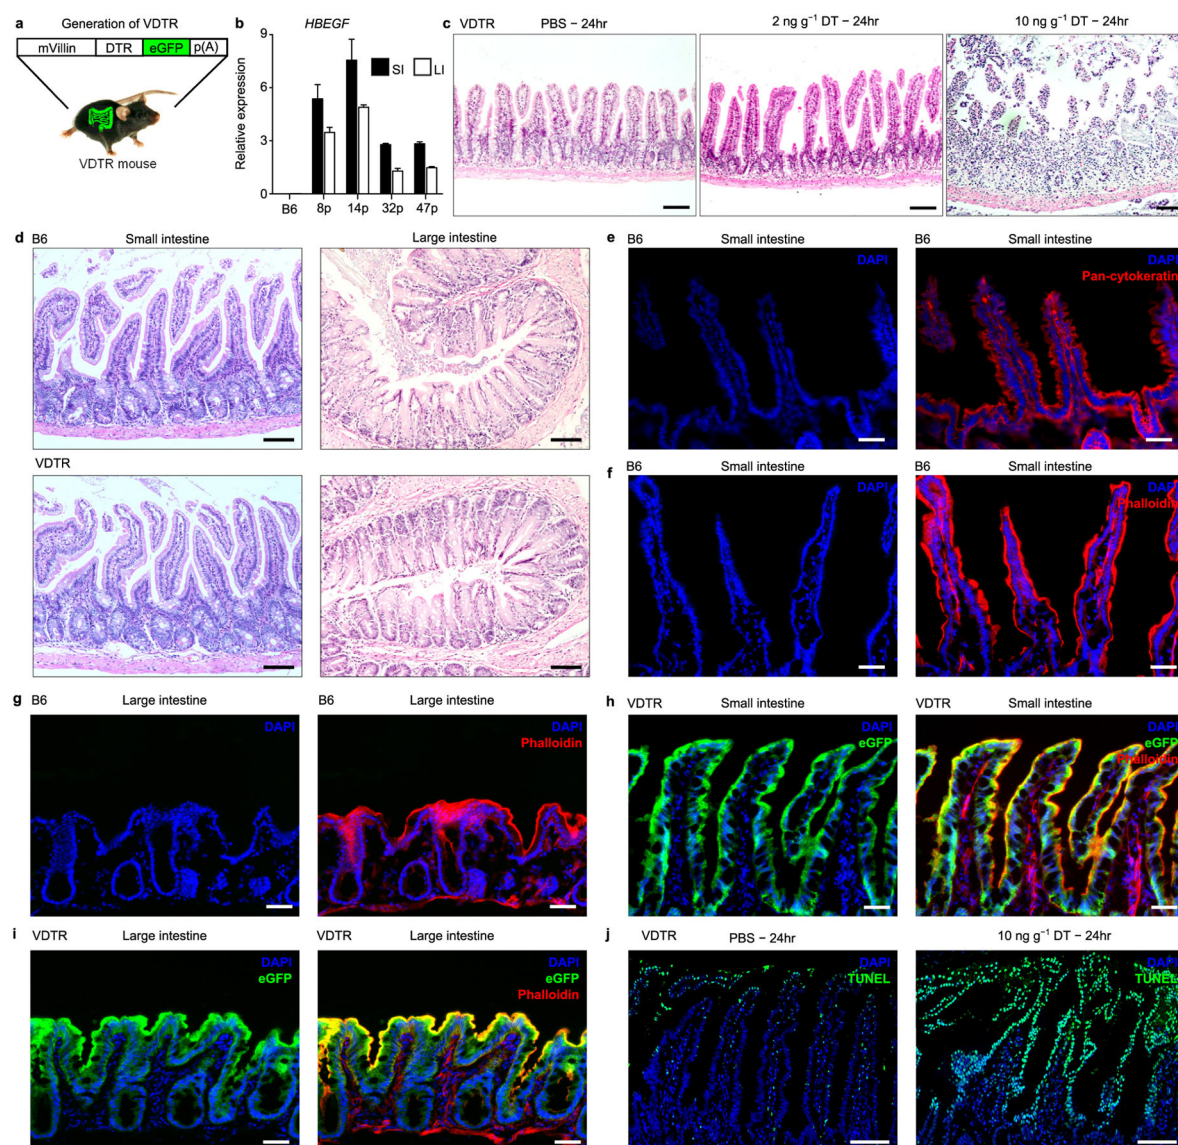 a Generation of VDTR
mVillin DTR eGFP p(A)
VDTR mouse
b HBEGF
Relative expression
9
6
3
0
SI LI
B6 8p 14p 32p 47p
c VDTR PBS – 24hr 2 ng g⁻¹ DT – 24hr 10 ng g⁻¹ DT – 24hr
d B6 Small intestine Large intestine
VDTR
e B6 Small intestine B6 Small intestine
DAPI DAPI
Pan-cytokeratin
f B6 Small intestine B6 Small intestine
DAPI DAPI
Phalloidin
g B6 Large intestine B6 Large intestine
DAPI DAPI
Phalloidin
h VDTR Small intestine VDTR Small intestine
DAPI DAPI
eGFP eGFP
Phalloidin
i VDTR Large intestine VDTR Large intestine
DAPI DAPI
eGFP eGFP
Phalloidin
j VDTR PBS – 24hr 10 ng g⁻¹ DT – 24hr
DAPI DAPI
TUNEL TUNEL